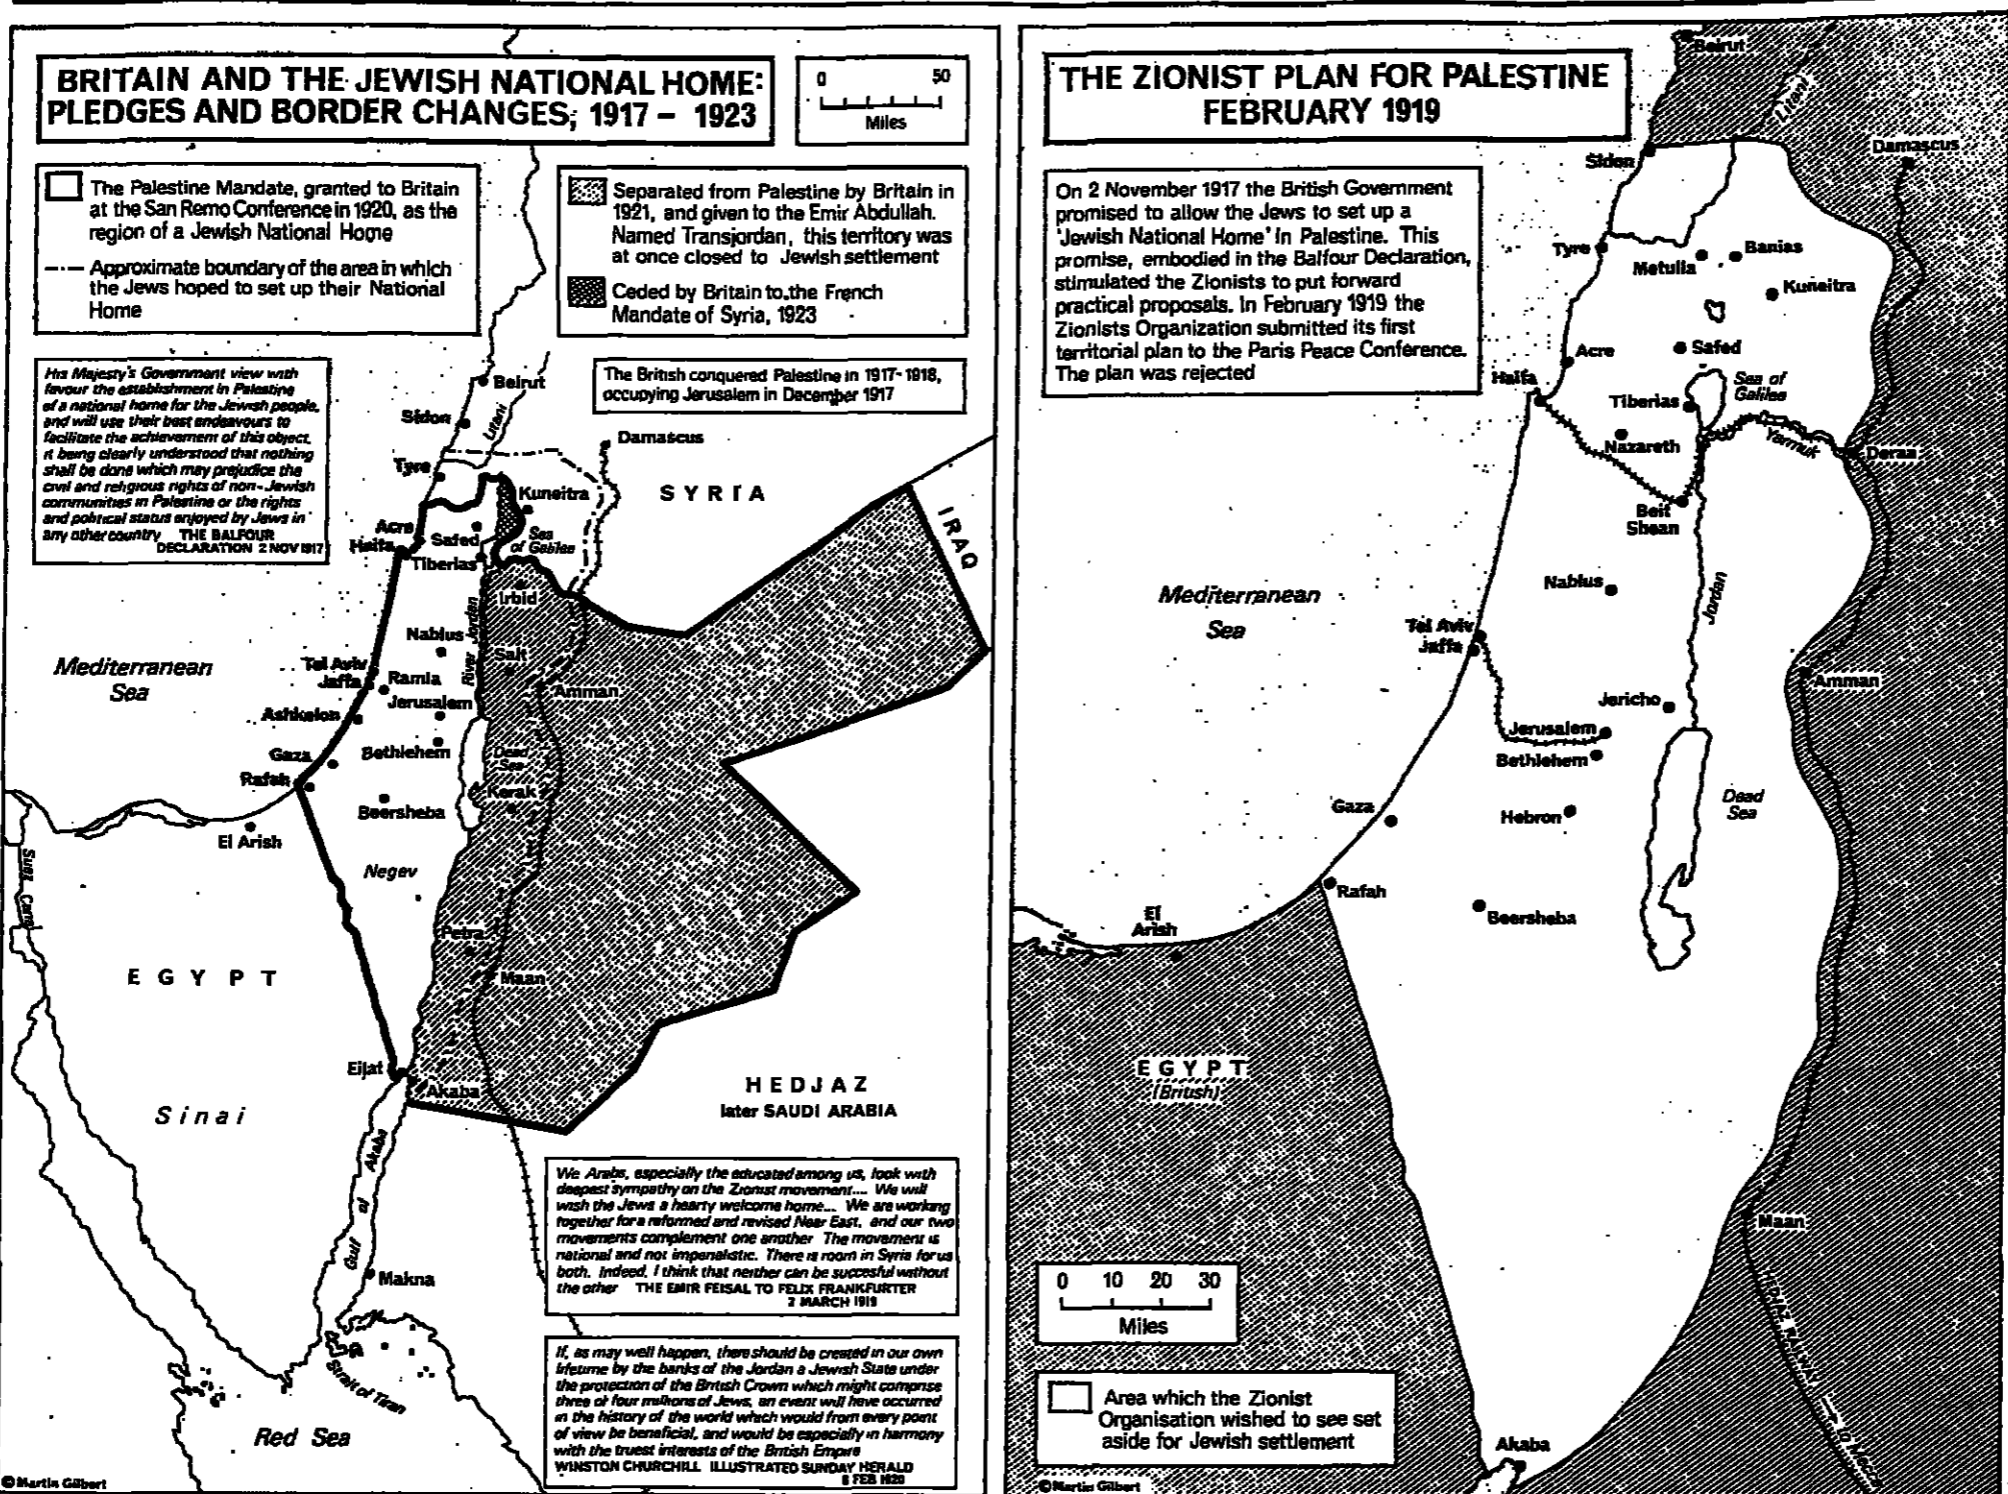 BRITAIN AND THE JEWISH NATIONAL HOME:
PLEDGES AND BORDER CHANGES, 1917 – 1923
0 50
Miles
The Palestine Mandate, granted to Britain
at the San Remo Conference in 1920, as the
region of a Jewish National Home
Approximate boundary of the area in which
the Jews hoped to set up their National
Home
Separated from Palestine by Britain in
1921, and given to the Emir Abdullah.
Named Transjordan, this territory was
at once closed to Jewish settlement
Ceded by Britain to the French
Mandate of Syria, 1923
His Majesty's Government view with
favour the establishment in Palestine
of a national home for the Jewish people,
and will use their best endeavours to
facilitate the achievement of this object,
it being clearly understood that nothing
shall be done which may prejudice the
civil and religious rights of non-Jewish
communities in Palestine or the rights
and political status enjoyed by Jews in
any other country THE BALFOUR
DECLARATION 2 NOV 1917
The British conquered Palestine in 1917-1918,
occupying Jerusalem in December 1917
Beirut
Sidon
Litani
Damascus
Tyre
Kuneitra
SYRIA
IRAQ
Acre
Haifa
Safed
Sea
of Galilee
Tiberias
Irbid
Nablus
River Jordan
Salt
Mediterranean
Sea
Tel Aviv
Jaffa
Ramla
Amman
Jerusalem
Ashkelon
Gaza
Bethlehem
Dead
Sea
Rafah
Kerak
Beersheba
El Arish
Suez Canal
Negev
Petra
EGYPT
Maan
Eilat
Akaba
Sinai
HEDJAZ
later SAUDI ARABIA
Gulf of Akaba
Makna
Strait of Tiran
Red Sea
We Arabs, especially the educated among us, look with
deepest sympathy on the Zionist movement.... We will
wish the Jews a hearty welcome home... We are working
together for a reformed and revised Near East, and our two
movements complement one another The movement is
national and not imperialistic. There is room in Syria for us
both. Indeed, I think that neither can be succesful without
the other THE EMIR FEISAL TO FELIX FRANKFURTER
2 MARCH 1919
If, as may well happen, there should be created in our own
lifetime by the banks of the Jordan a Jewish State under
the protection of the British Crown which might comprise
three or four millions of Jews, an event will have occurred
in the history of the world which would from every point
of view be beneficial, and would be especially in harmony
with the truest interests of the British Empire
WINSTON CHURCHILL ILLUSTRATED SUNDAY HERALD
8 FEB 1920
©Martin Gilbert
THE ZIONIST PLAN FOR PALESTINE
FEBRUARY 1919
On 2 November 1917 the British Government
promised to allow the Jews to set up a
'Jewish National Home' in Palestine. This
promise, embodied in the Balfour Declaration,
stimulated the Zionists to put forward
practical proposals. In February 1919 the
Zionists Organization submitted its first
territorial plan to the Paris Peace Conference.
The plan was rejected
Beirut
Litani
Sidon
Damascus
Tyre
Metulla
Banias
Kuneitra
Acre
Safed
Haifa
Sea of
Galilee
Tiberias
Nazareth
Yarmuk
Deraa
Beit
Shean
Nablus
Jordan
Mediterranean
Sea
Tel Aviv
Jaffa
Amman
Jericho
Jerusalem
Bethlehem
Gaza
Hebron
Dead
Sea
Rafah
El
Arish
Beersheba
EGYPT
(British)
Maan
HEDJAZ RAILWAY to Mecca
0 10 20 30
Miles
Area which the Zionist
Organisation wished to see set
aside for Jewish settlement
Akaba
©Martin Gilbert